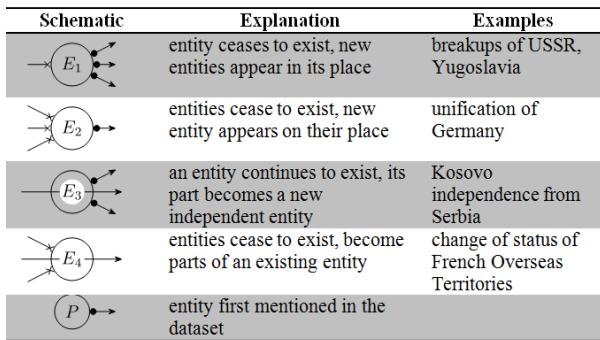 Schematic Explanation Examples
E1 entity ceases to exist, new breakups of USSR,
entities appear in its place Yugoslavia
E2 entities cease to exist, new unification of
entity appears on their place Germany
E3 an entity continues to exist, its Kosovo
part becomes a new independence from
independent entity Serbia
E4 entities cease to exist, become change of status of
parts of an existing entity French Overseas
Territories
P entity first mentioned in the
dataset